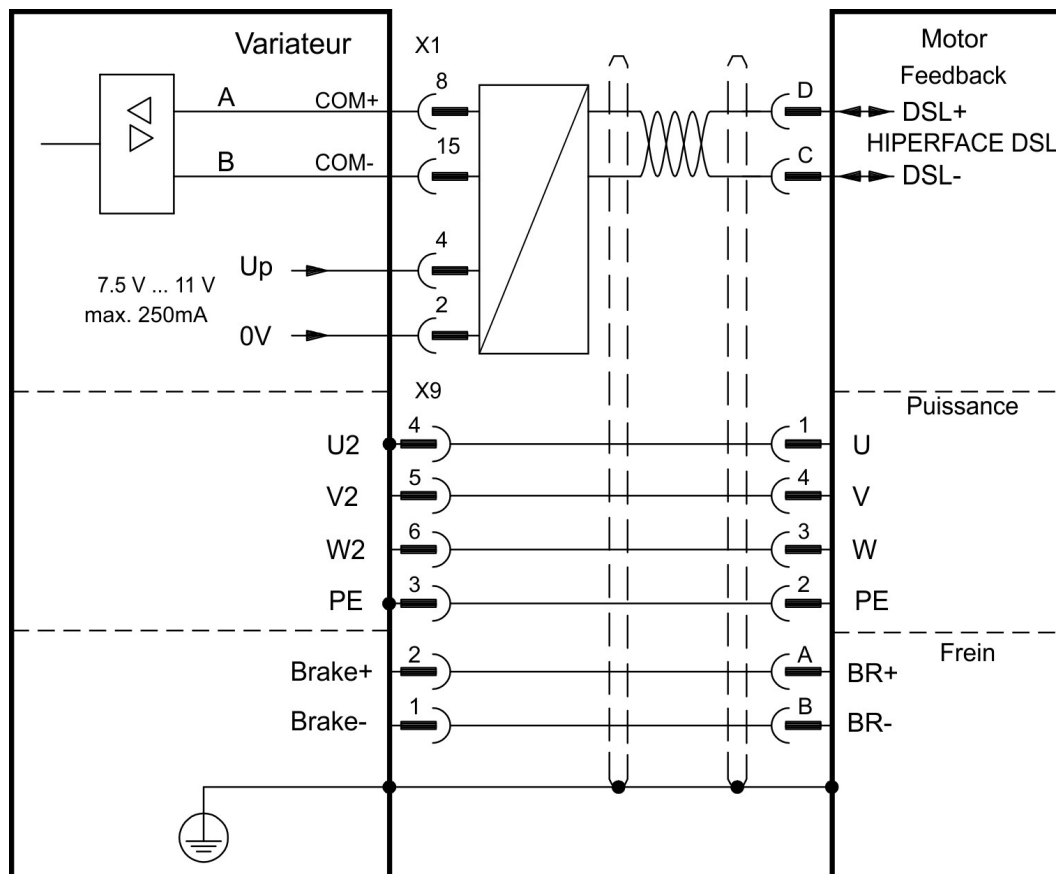 Variateur X1 Motor
Feedback
A COM+ 8 D DSL+
HIPERFACE DSL
B COM- 15 C DSL-
Up 4
7.5 V ... 11 V
max. 250mA
0V 2
X9 Puissance
U2 4 1 U
V2 5 4 V
W2 6 3 W
PE 3 2 PE
Frein
Brake+ 2 A BR+
Brake- 1 B BR-